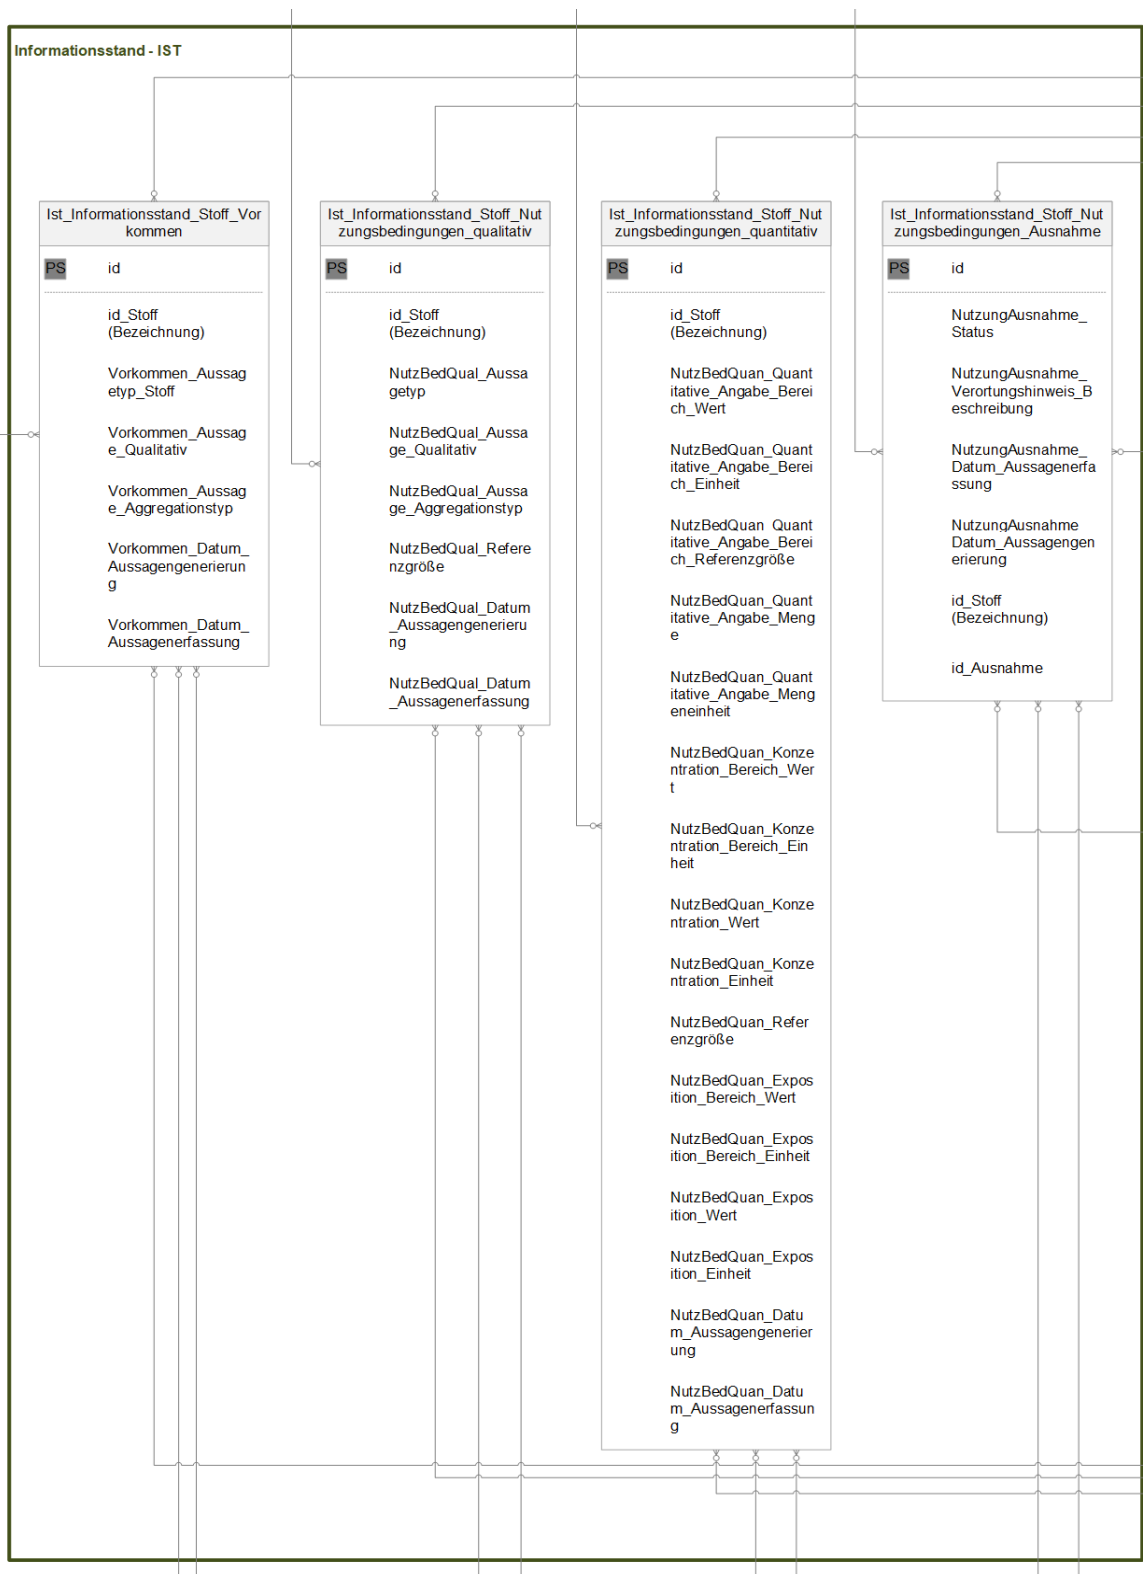 Informationsstand - IST
Ist_Informationsstand_Stoff_Vor
kommen
PS id
id_Stoff
(Bezeichnung)
Vorkommen_Aussag
etyp_Stoff
Vorkommen_Aussag
e_Qualitativ
Vorkommen_Aussag
e_Aggregationstyp
Vorkommen_Datum_
Aussagengenerierun
g
Vorkommen_Datum_
Aussagenerfassung
Ist_Informationsstand_Stoff_Nut
zungsbedingungen_qualitativ
PS id
id_Stoff
(Bezeichnung)
NutzBedQual_Aussa
getyp
NutzBedQual_Aussa
ge_Qualitativ
NutzBedQual_Aussa
ge_Aggregationstyp
NutzBedQual_Refere
nzgröße
NutzBedQual_Datum
_Aussagengenerieru
ng
NutzBedQual_Datum
_Aussagenerfassung
Ist_Informationsstand_Stoff_Nut
zungsbedingungen_quantitativ
PS id
id_Stoff
(Bezeichnung)
NutzBedQuan_Quant
itative_Angabe_Berei
ch_Wert
NutzBedQuan_Quant
itative_Angabe_Berei
ch_Einheit
NutzBedQuan_Quant
itative_Angabe_Berei
ch_Referenzgröße
NutzBedQuan_Quant
itative_Angabe_Meng
e
NutzBedQuan_Quant
itative_Angabe_Meng
eneinheit
NutzBedQuan_Konze
ntration_Bereich_Wer
t
NutzBedQuan_Konze
ntration_Bereich_Ein
heit
NutzBedQuan_Konze
ntration_Wert
NutzBedQuan_Konze
ntration_Einheit
NutzBedQuan_Refer
enzgröße
NutzBedQuan_Expos
ition_Bereich_Wert
NutzBedQuan_Expos
ition_Bereich_Einheit
NutzBedQuan_Expos
ition_Wert
NutzBedQuan_Expos
ition_Einheit
NutzBedQuan_Datu
m_Aussagengenerier
ung
NutzBedQuan_Datu
m_Aussagenerfassun
g
Ist_Informationsstand_Stoff_Nut
zungsbedingungen_Ausnahme
PS id
NutzungAusnahme_
Status
NutzungAusnahme_
Verortungshinweis_B
eschreibung
NutzungAusnahme_
Datum_Aussagenerfa
ssung
NutzungAusnahme_
Datum_Aussagengen
erierung
id_Stoff
(Bezeichnung)
id_Ausnahme